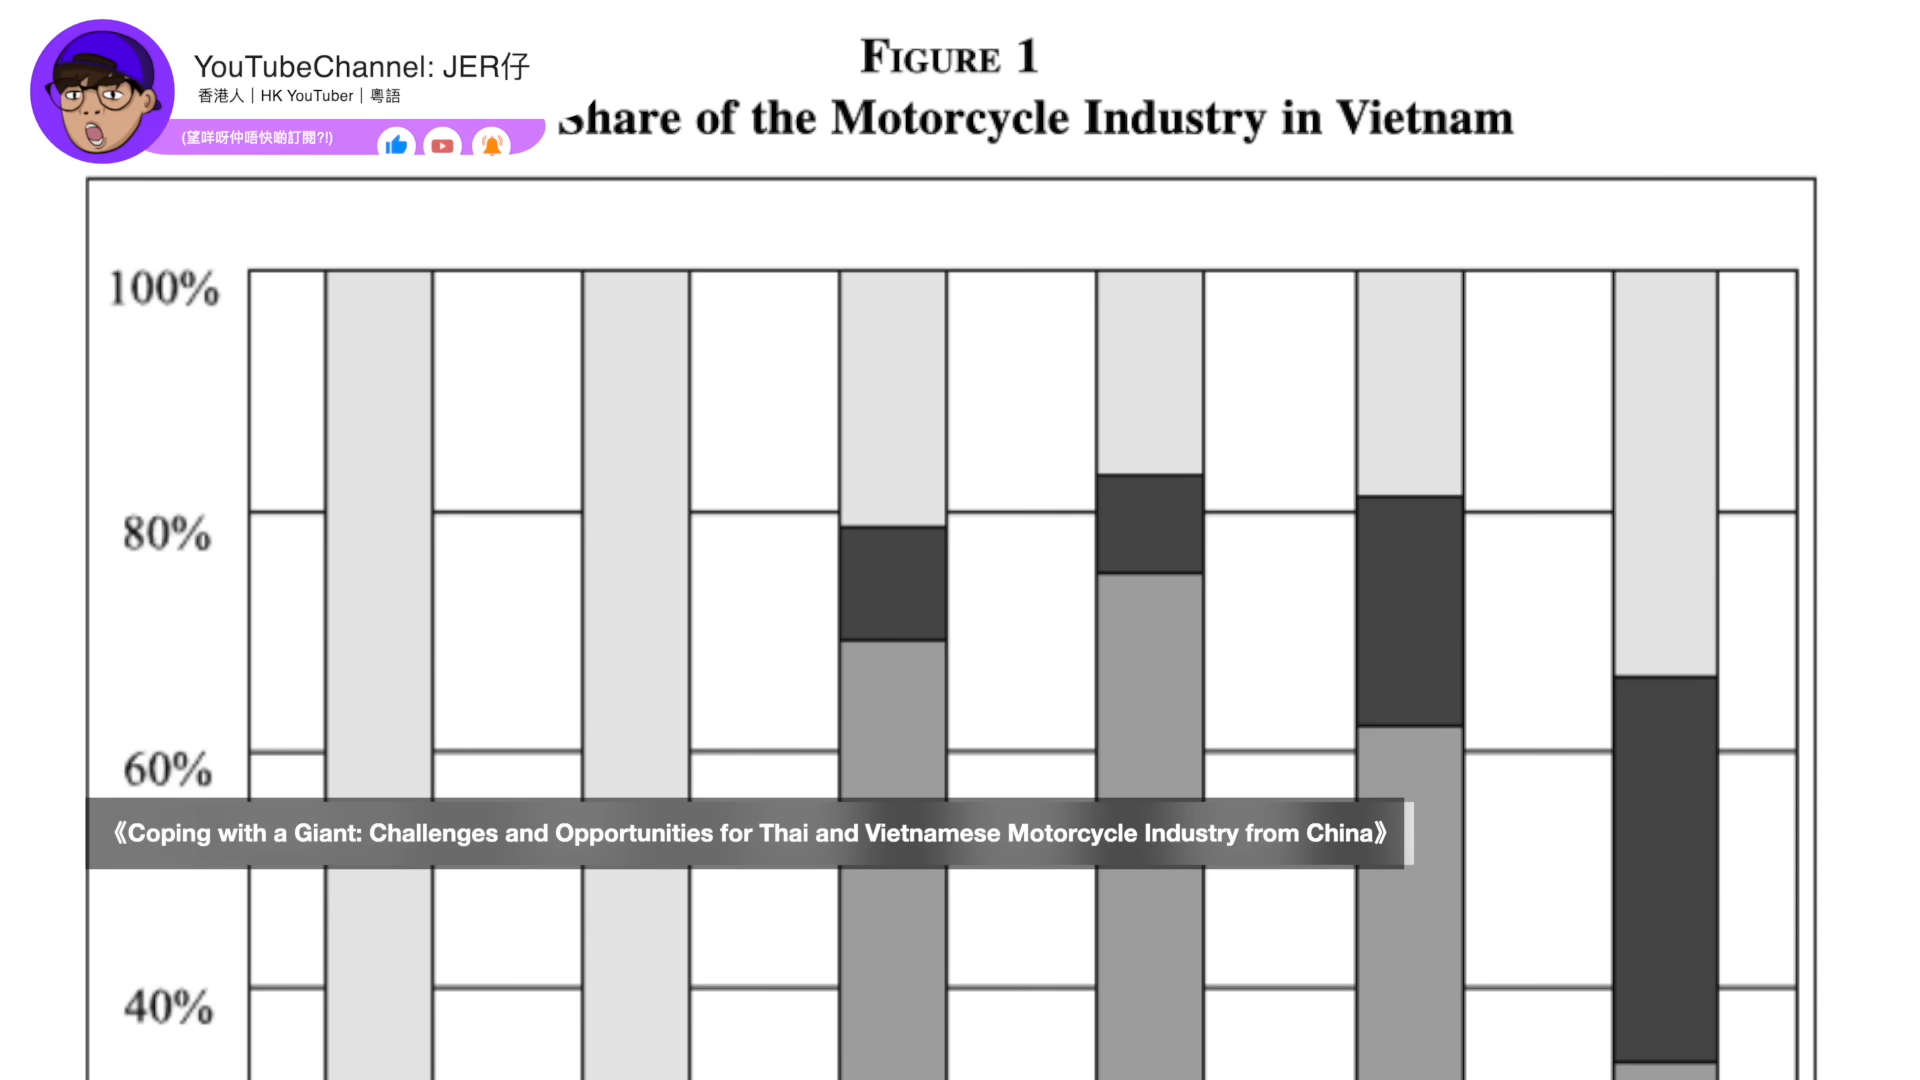 YouTubeChannel: JER仔
香港人｜HK YouTuber｜粵語
(望咩呀仲唔快啲訂閱?!)
FIGURE 1
Share of the Motorcycle Industry in Vietnam
100%
80%
60%
《Coping with a Giant: Challenges and Opportunities for Thai and Vietnamese Motorcycle Industry from China》
40%